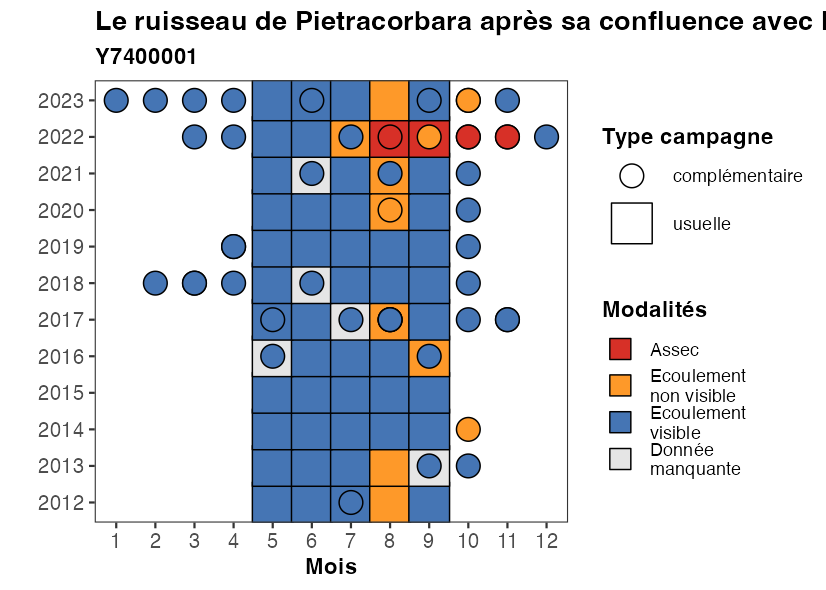 Le ruisseau de Pietracorbara après sa confluence avec
Y7400001
2023
2022
2021
2020
2019
2018
2017
2016
2015
2014
2013
2012
1 2 3 4 5 6 7 8 9 10 11 12
Mois
Type campagne
complémentaire
usuelle
Modalités
Assec
Ecoulement
non visible
Ecoulement
visible
Donnée
manquante